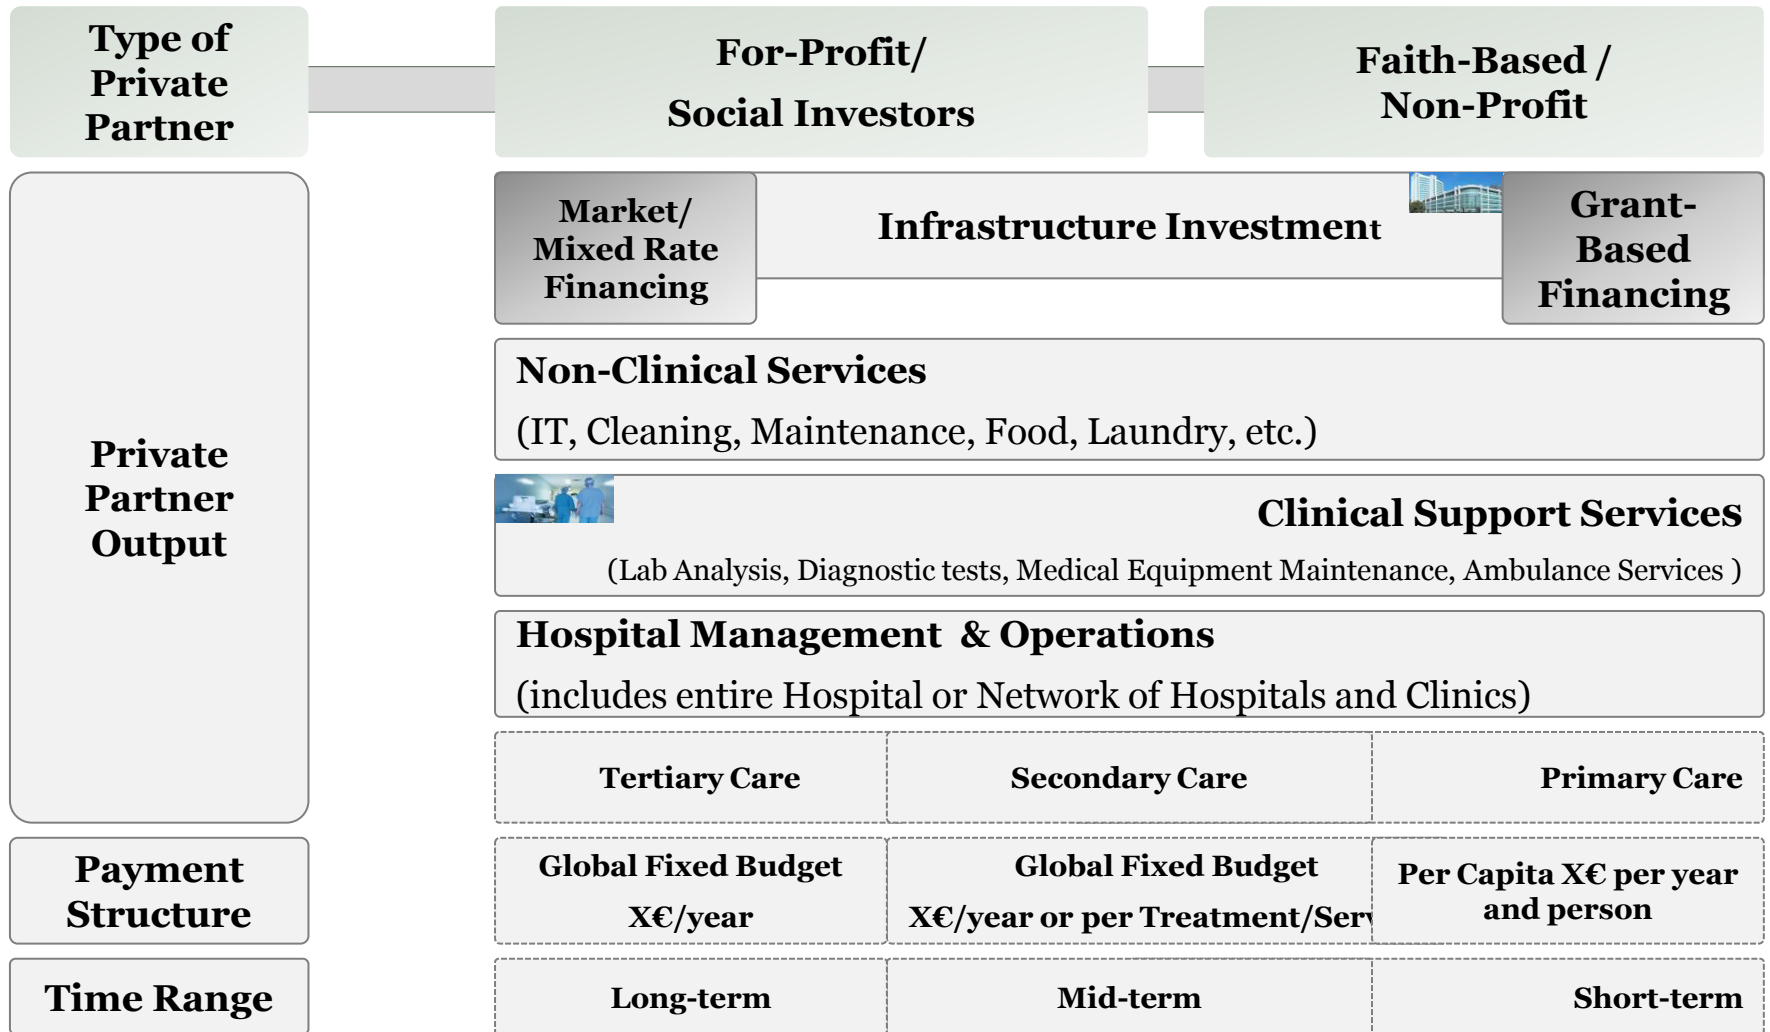 Type of
Private
Partner
For-Profit/
Social Investors
Faith-Based /
Non-Profit
Private
Partner
Output
Market/
Mixed Rate
Financing
Infrastructure Investment
Grant-
Based
Financing
Non-Clinical Services
(IT, Cleaning, Maintenance, Food, Laundry, etc.)
Clinical Support Services
(Lab Analysis, Diagnostic tests, Medical Equipment Maintenance, Ambulance Services )
Hospital Management & Operations
(includes entire Hospital or Network of Hospitals and Clinics)
Tertiary Care
Secondary Care
Primary Care
Payment
Structure
Global Fixed Budget
X€/year
Global Fixed Budget
X€/year or per Treatment/Serv
Per Capita X€ per year
and person
Time Range
Long-term
Mid-term
Short-term